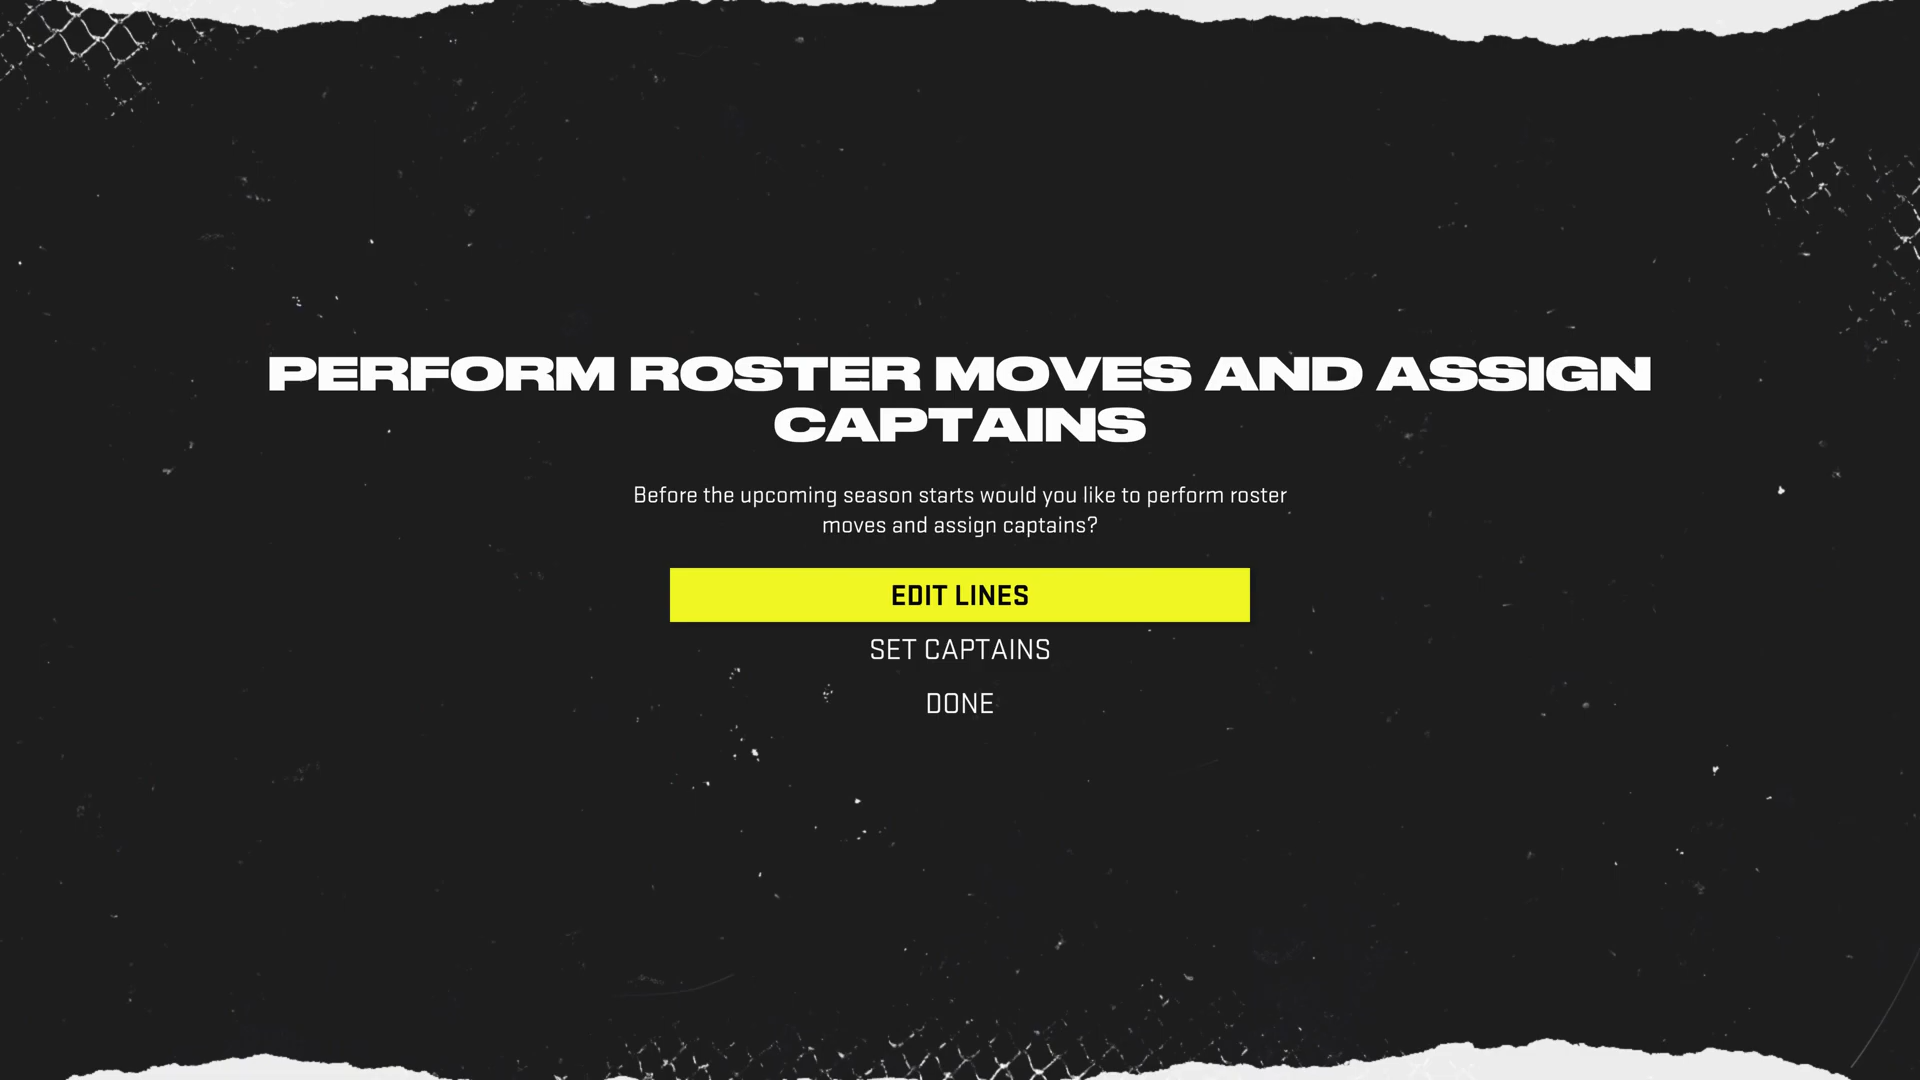 PERFORM ROSTER MOVES AND ASSIGN
CAPTAINS
Before the upcoming season starts would you like to perform roster
moves and assign captains?
EDIT LINES
SET CAPTAINS
DONE